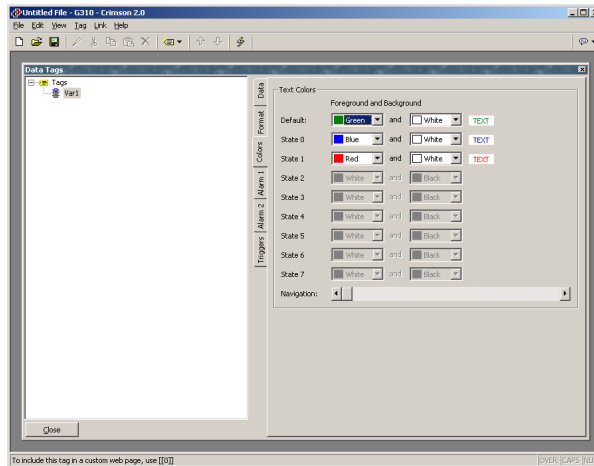 Untitled File - G310 - Crimson 2.0
File Edit View Tag Link Help
Data Tags
Tags
Var1
Data
Format
Colors
Alarm 1
Alarm 2
Triggers
Text Colors
Foreground and Background
Default: Green and White TEXT
State 0 Blue and White TEXT
State 1 Red and White TEXT
State 2 White and Black
State 3 White and Black
State 4 White and Black
State 5 White and Black
State 6 White and Black
State 7 White and Black
Navigation:
Close
To include this tag in a custom web page, use [[0]]
OVER CAPS NU